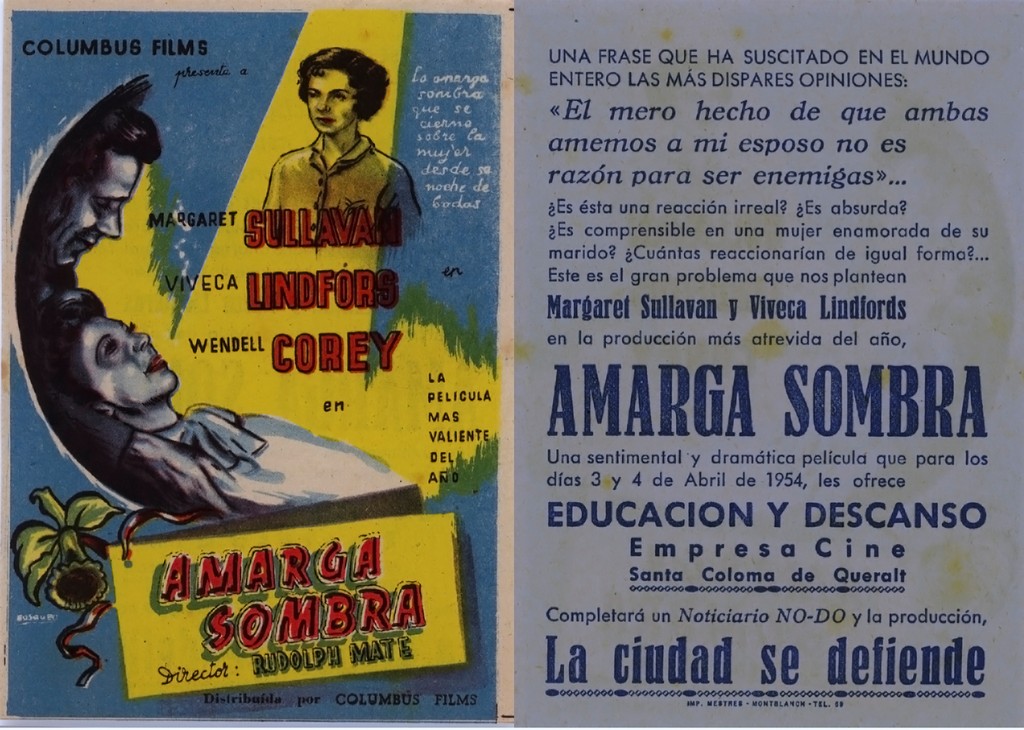 COLUMBUS FILMS
presenta a
La amarga
sombra
que se
cierne
sobre la
mujer
desde su
noche de
bodas
MARGARET SULLAVAN
VIVECA LINDFORS en
WENDELL COREY
en
LA
PELICULA
MAS
VALIENTE
DEL
AÑO
AMARGA
SOMBRA
Director: RUDOLPH MATE
Distribuída por COLUMBUS FILMS
UNA FRASE QUE HA SUSCITADO EN EL MUNDO
ENTERO LAS MÁS DISPARES OPINIONES:
«El mero hecho de que ambas
amemos a mi esposo no es
razón para ser enemigas»...
¿Es ésta una reacción irreal? ¿Es absurda?
¿Es comprensible en una mujer enamorada de su
marido? ¿Cuántas reaccionarían de igual forma?...
Este es el gran problema que nos plantean
Margaret Sullavan y Viveca Lindfords
en la producción más atrevida del año,
AMARGA SOMBRA
Una sentimental y dramática película que para los
días 3 y 4 de Abril de 1954, les ofrece
EDUCACION Y DESCANSO
Empresa Cine
Santa Coloma de Queralt
Completará un Noticiario NO-DO y la producción,
La ciudad se defiende
IMP. MESTRES - MONTBLANCH - TEL. 59